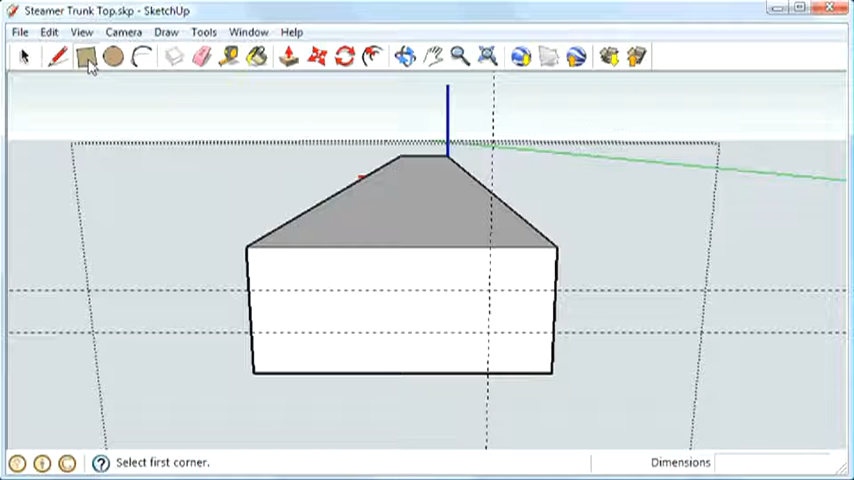 Steamer Trunk Top.skp - SketchUp
File Edit View Camera Draw Tools Window Help
Select first corner. Dimensions